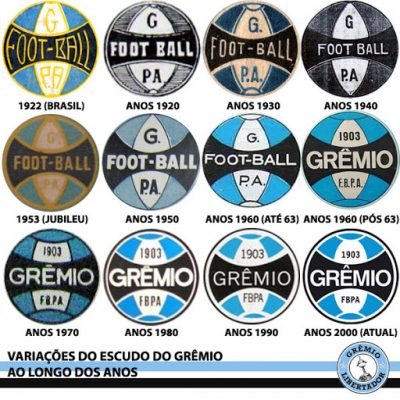 G.
FOOT-BALL
P.A.
1922 (BRASIL)
G.
FOOT BALL
P.A.
ANOS 1920
G.
FOOT BALL
P.A.
ANOS 1930
G.
FOOT BALL
P.A.
ANOS 1940
G.
FOOT-BALL
P.A.
1953 (JUBILEU)
G.
FOOT-BALL
P.A.
ANOS 1950
G.
FOOT-BALL
P.A.
ANOS 1960 (ATÉ 63)
1903
GRÊMIO
F.B.P.A.
ANOS 1960 (PÓS 63)
1903
GRÊMIO
FBPA
ANOS 1970
1903
GRÊMIO
FBPA
ANOS 1980
1903
GRÊMIO
FBPA
ANOS 1990
1903
GRÊMIO
FBPA
ANOS 2000 (ATUAL)
VARIAÇÕES DO ESCUDO DO GRÊMIO
AO LONGO DOS ANOS
GRÊMIO
LIBERTADOR